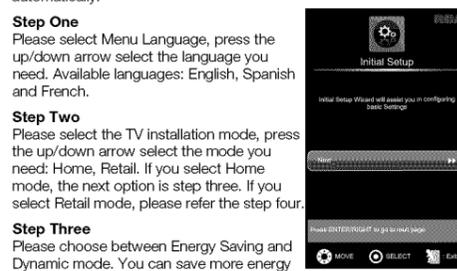 automatically.
Step One
Please select Menu Language, press the
up/down arrow select the language you
need. Available languages: English, Spanish
and French.
Step Two
Please select the TV installation mode, press
the up/down arrow select the mode you
need: Home, Retail. If you select Home
mode, the next option is step three. If you
select Retail mode, please refer the step four.
Step Three
Please choose between Energy Saving and
Dynamic mode. You can save more energy
Initial Setup
Initial Setup Wizard will assist you in configuring
basic Settings
Next
Press ENTER/RIGHT to go to next page
MOVE SELECT Exit